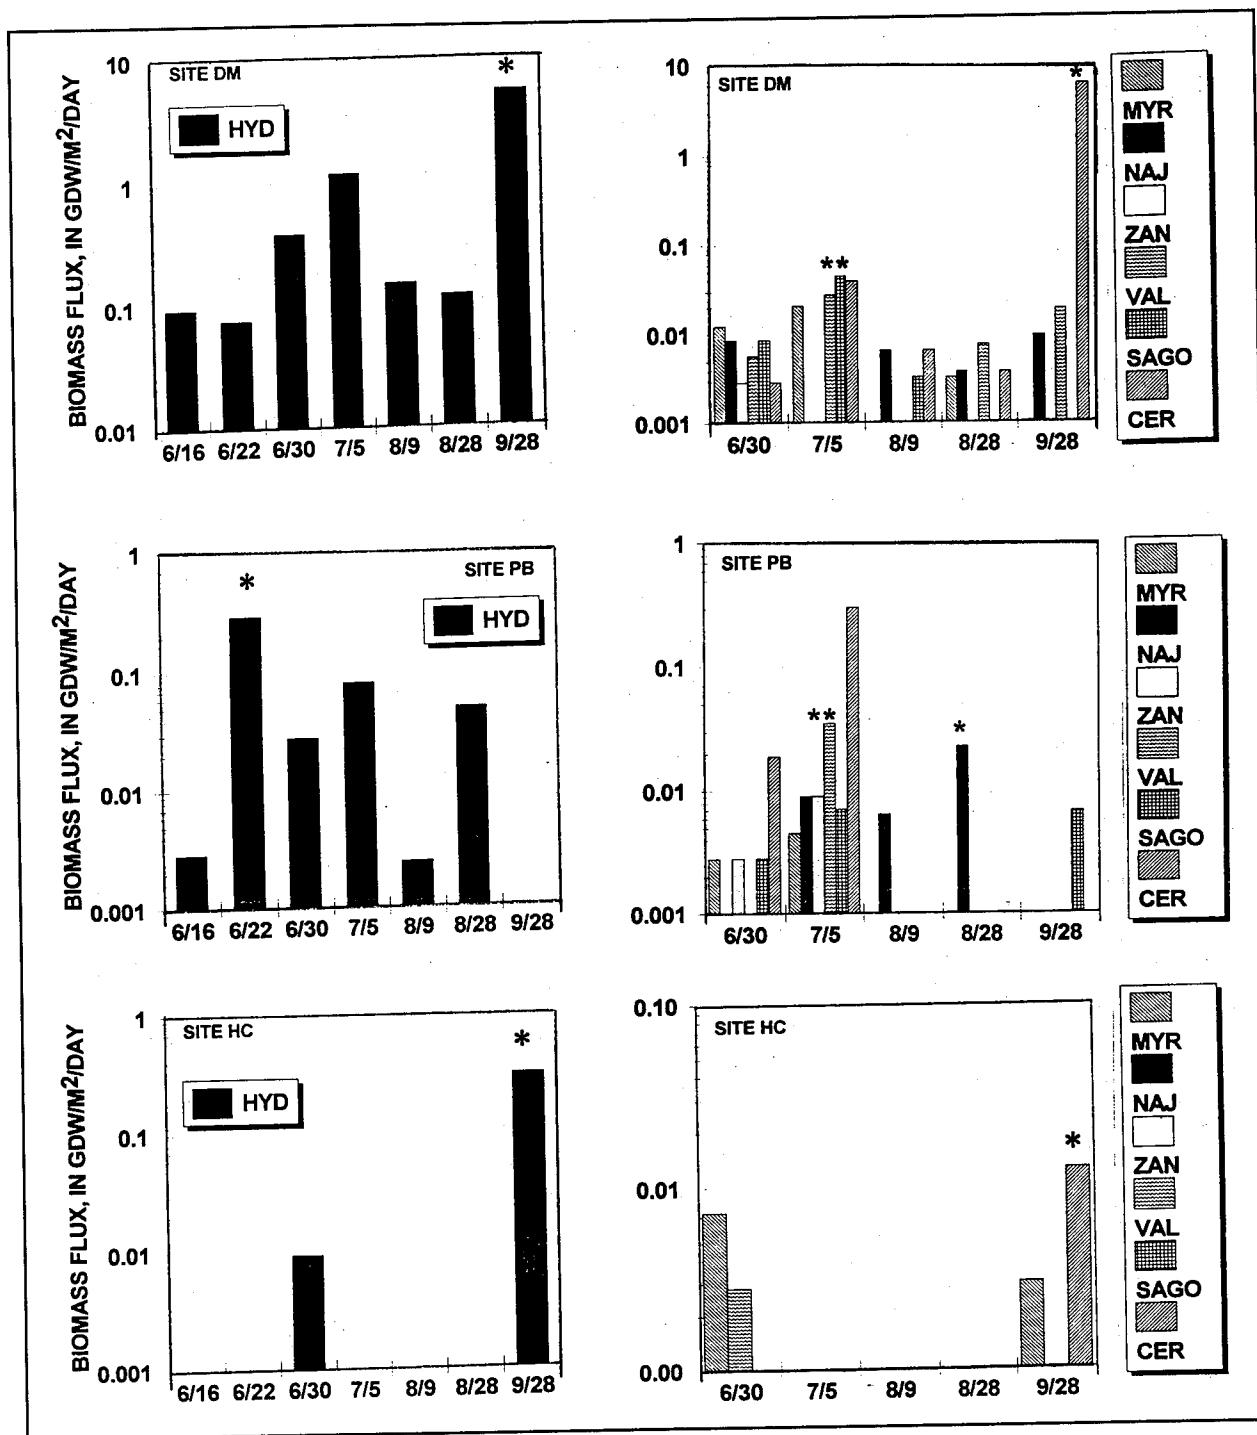 BIOMASS FLUX, IN GDW/M²/DAY
10
1
0.1
0.01
SITE DM
HYD
*
6/16 6/22 6/30 7/5 8/9 8/28 9/28
10
1
0.1
0.01
0.001
SITE DM
**
*
6/30 7/5 8/9 8/28 9/28
MYR
NAJ
ZAN
VAL
SAGO
CER
BIOMASS FLUX, IN GDW/M²/DAY
1
0.1
0.01
0.001
SITE PB
HYD
*
6/16 6/22 6/30 7/5 8/9 8/28 9/28
1
0.1
0.01
0.001
SITE PB
**
*
6/30 7/5 8/9 8/28 9/28
MYR
NAJ
ZAN
VAL
SAGO
CER
BIOMASS FLUX, IN GDW/M²/DAY
1
0.1
0.01
0.001
SITE HC
HYD
*
6/16 6/22 6/30 7/5 8/9 8/28 9/28
0.10
0.01
0.00
SITE HC
*
6/30 7/5 8/9 8/28 9/28
MYR
NAJ
ZAN
VAL
SAGO
CER